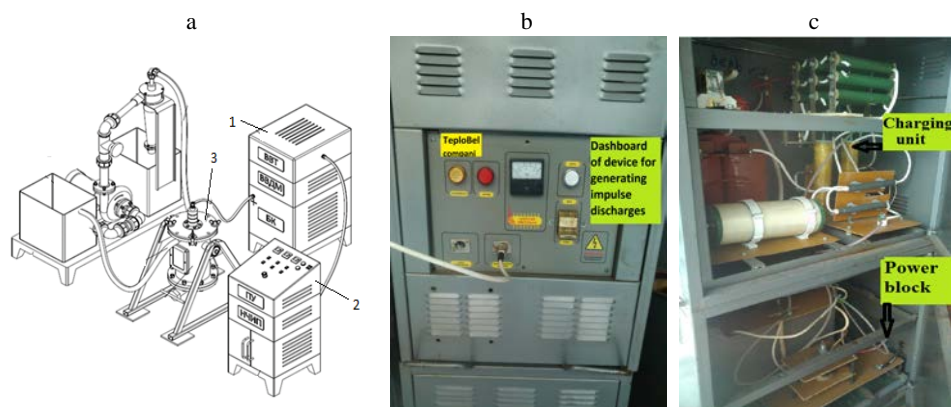 a
b
c
1
3
ВВТ
ВВДМ
БК
ПУ
2
TeploBel
compani
Dashboard
of device for
generating
impulse
discharges
Charging
unit
Power
block